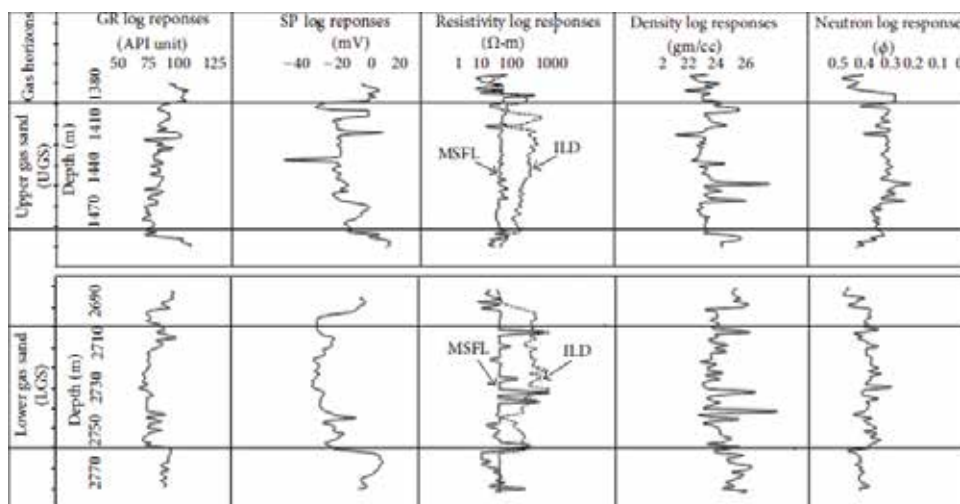 Gas horizons
GR log reponses
(API unit)
50 75 100 125
SP log reponses
(mV)
−40 −20 0 20
Resistivity log responses
(Ω-m)
1 10 100 1000
Density log responses
(gm/cc)
2 22 24 26
Neutron log response
(ϕ)
0.5 0.4 0.3 0.2 0.1 0
Upper gas sand
(UGS)
Depth (m)
1380
1410
1440
1470
MSFL
ILD
Lower gas sand
(LGS)
Depth (m)
2690
2710
2730
2750
2770
MSFL
ILD